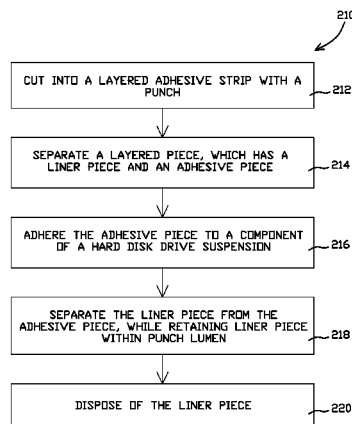 210
CUT INTO A LAYERED ADHESIVE STRIP WITH A
PUNCH
212
SEPARATE A LAYERED PIECE, WHICH HAS A
LINER PIECE AND AN ADHESIVE PIECE
214
ADHERE THE ADHESIVE PIECE TO A COMPONENT
OF A HARD DISK DRIVE SUSPENSION
216
SEPARATE THE LINER PIECE FROM THE
ADHESIVE PIECE, WHILE RETAINING LINER PIECE
WITHIN PUNCH LUMEN
218
DISPOSE OF THE LINER PIECE
220